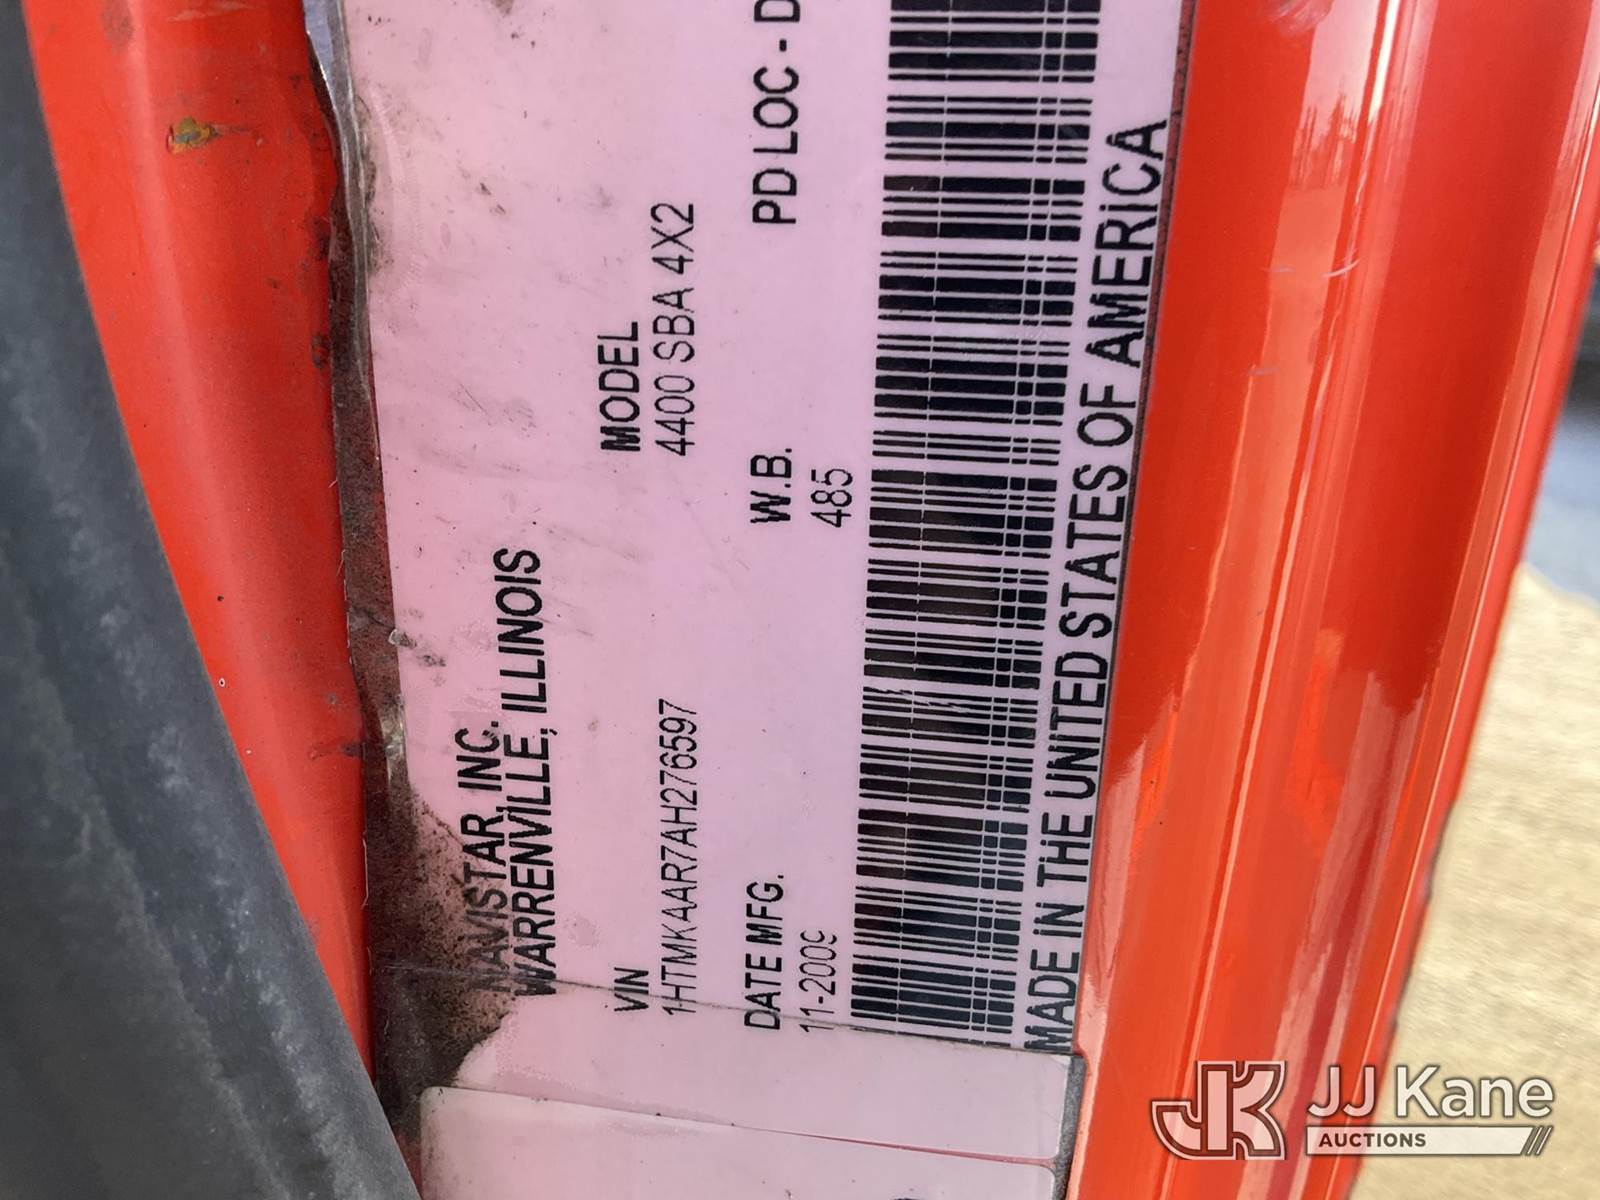 NAVISTAR, INC.
WARRENVILLE, ILLINOIS
VIN
1HTMKAAR7AH276597
MODEL
4400 SBA 4X2
DATE MFG.
11-2009
W.B.
485
PD LOC - D
MADE IN THE UNITED STATES OF AMERICA
JJ Kane
AUCTIONS